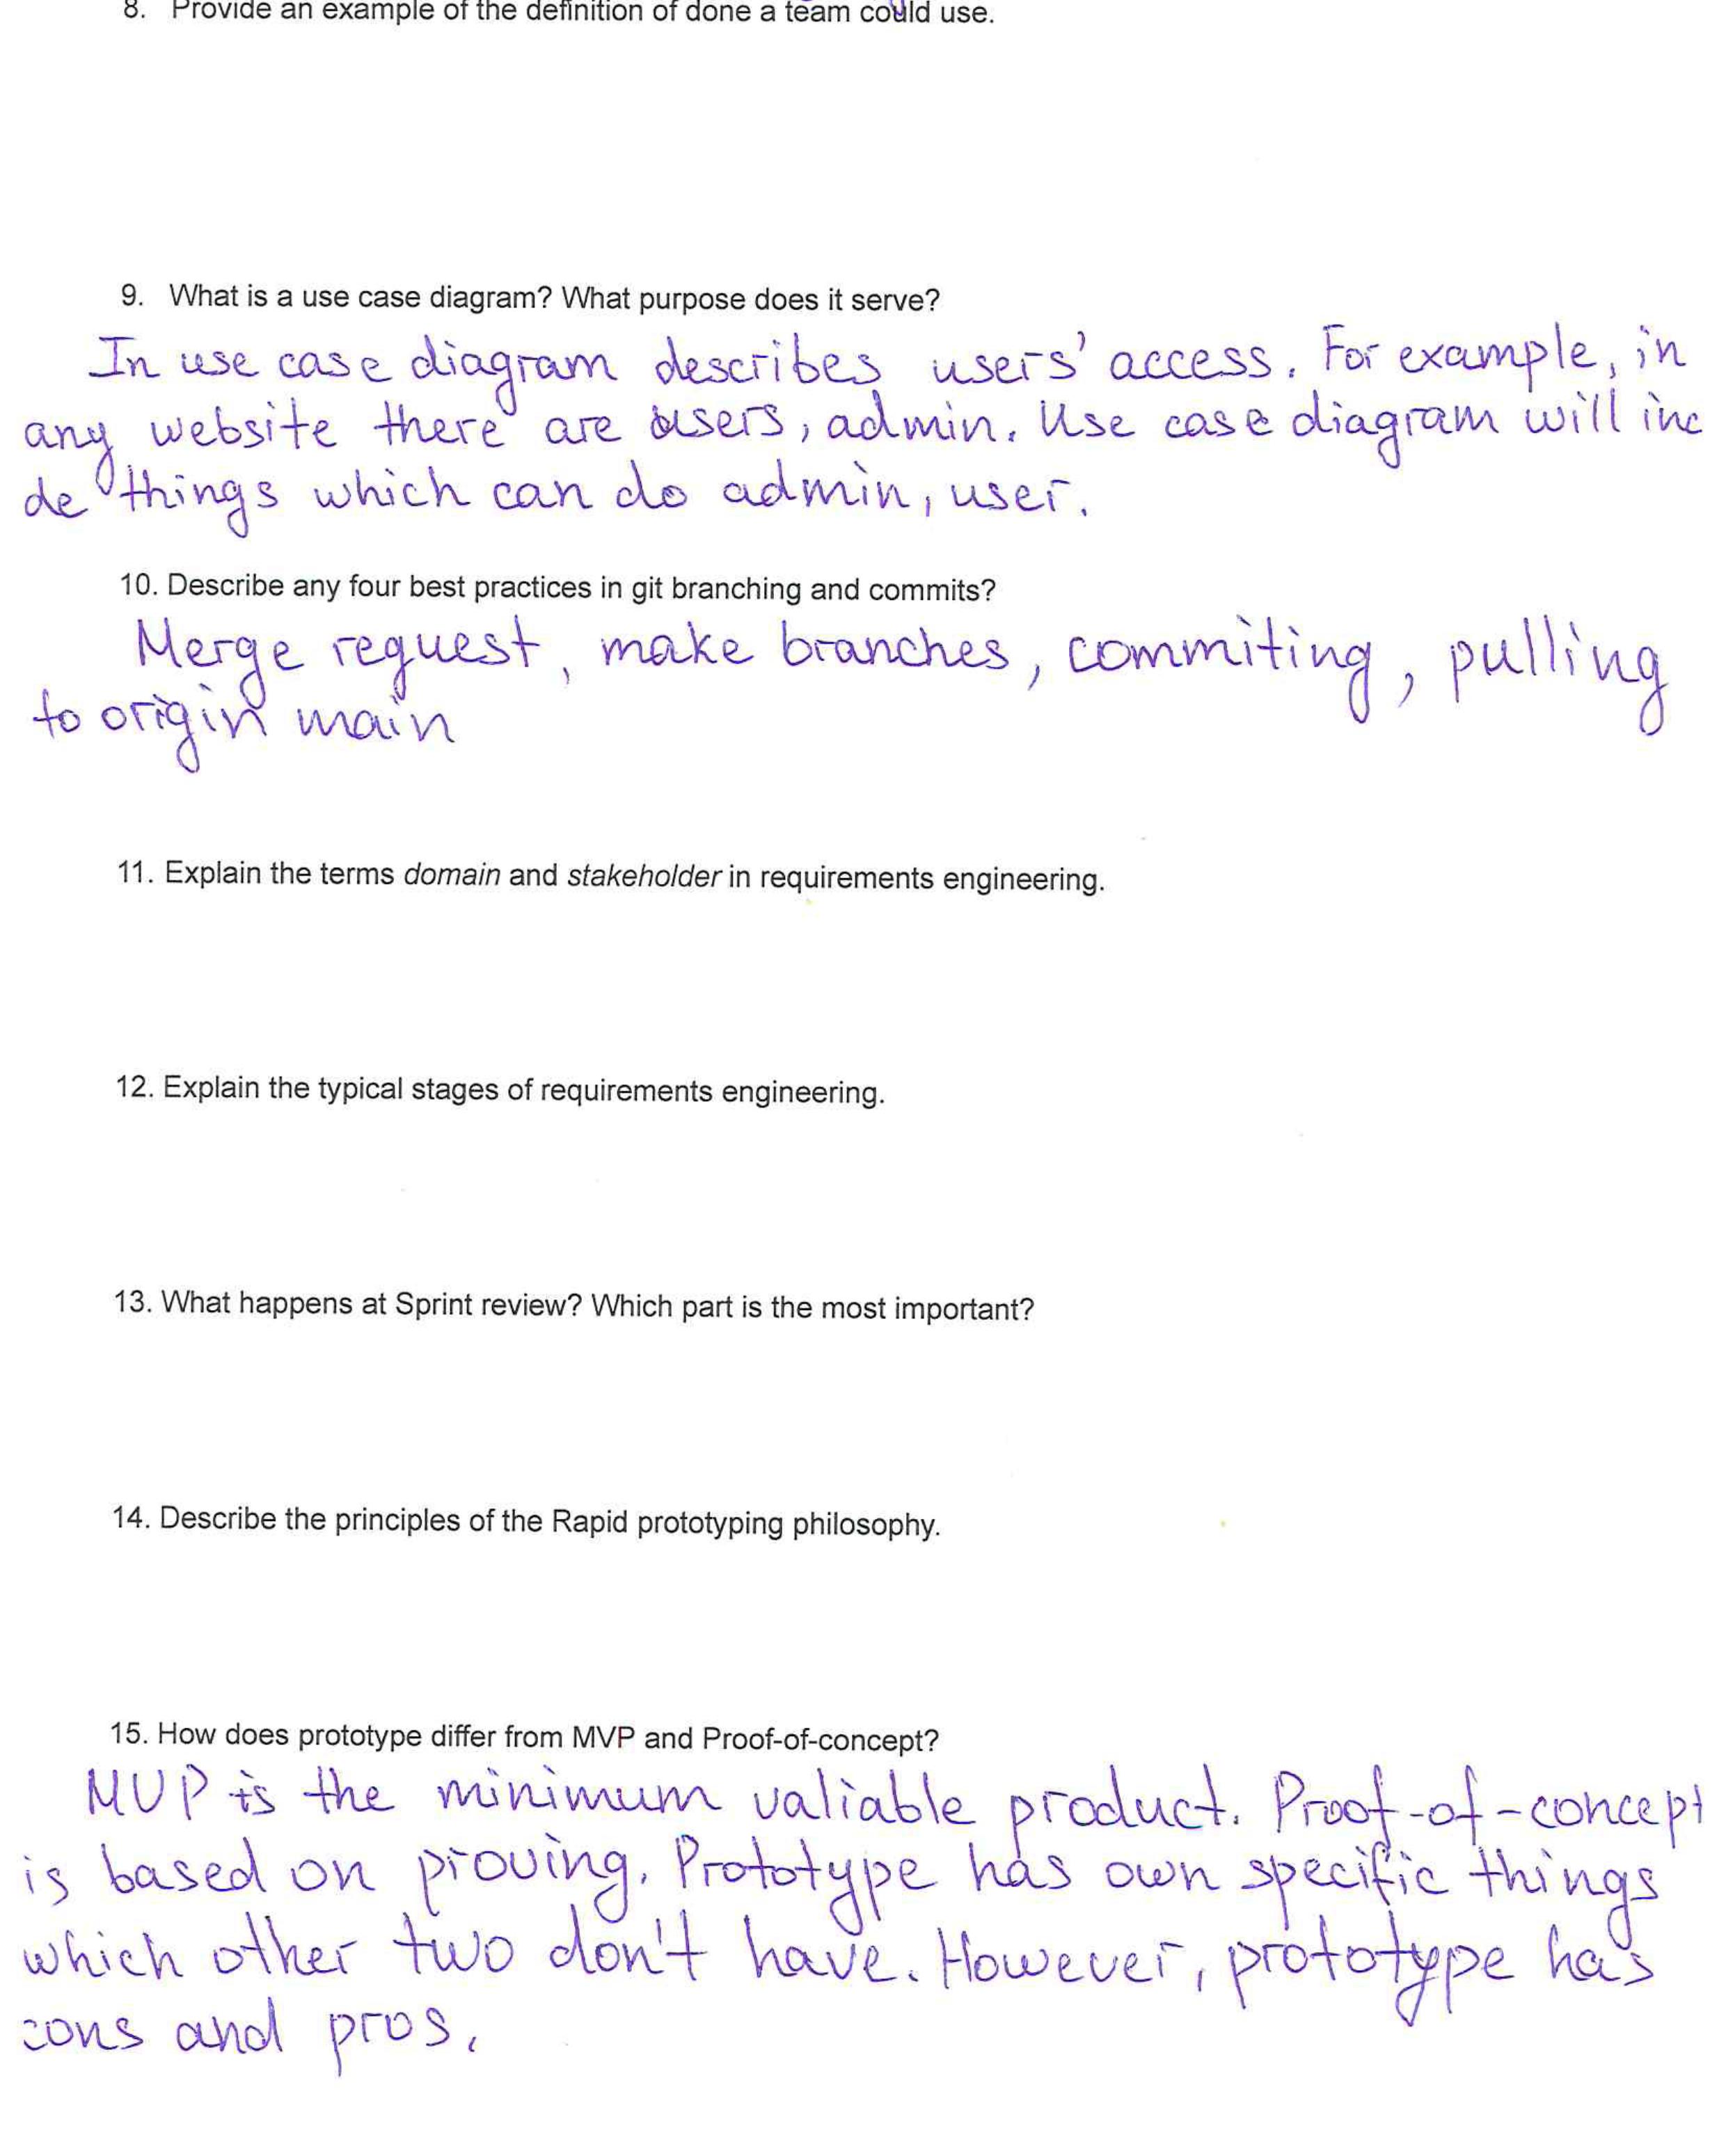 8. Provide an example of the definition of done a team could use.
9. What is a use case diagram? What purpose does it serve?
In use case diagram describes users' access. For example, in
any website there are users, admin. Use case diagram will inc
de things which can do admin, user.
10. Describe any four best practices in git branching and commits?
Merge request, make branches, commiting, pulling
to origin main
11. Explain the terms domain and stakeholder in requirements engineering.
12. Explain the typical stages of requirements engineering.
13. What happens at Sprint review? Which part is the most important?
14. Describe the principles of the Rapid prototyping philosophy.
15. How does prototype differ from MVP and Proof-of-concept?
MVP is the minimum valiable product. Proof-of-concept
is based on proving. Prototype has own specific things
which other two don't have. However, prototype has
cons and pros.